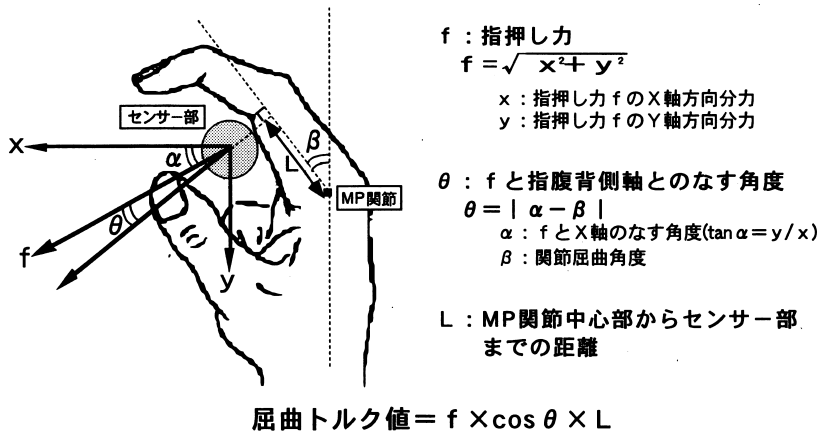 センサー部
x
α
β
L
MP関節
θ
f
y
f：指押し力
f＝√x²＋y²
x：指押し力fのX軸方向分力
y：指押し力fのY軸方向分力
θ：fと指腹背側軸とのなす角度
θ＝|α－β|
α：fとX軸のなす角度(tanα＝y/x)
β：関節屈曲角度
L：MP関節中心部からセンサー部
までの距離
屈曲トルク値＝f×cosθ×L